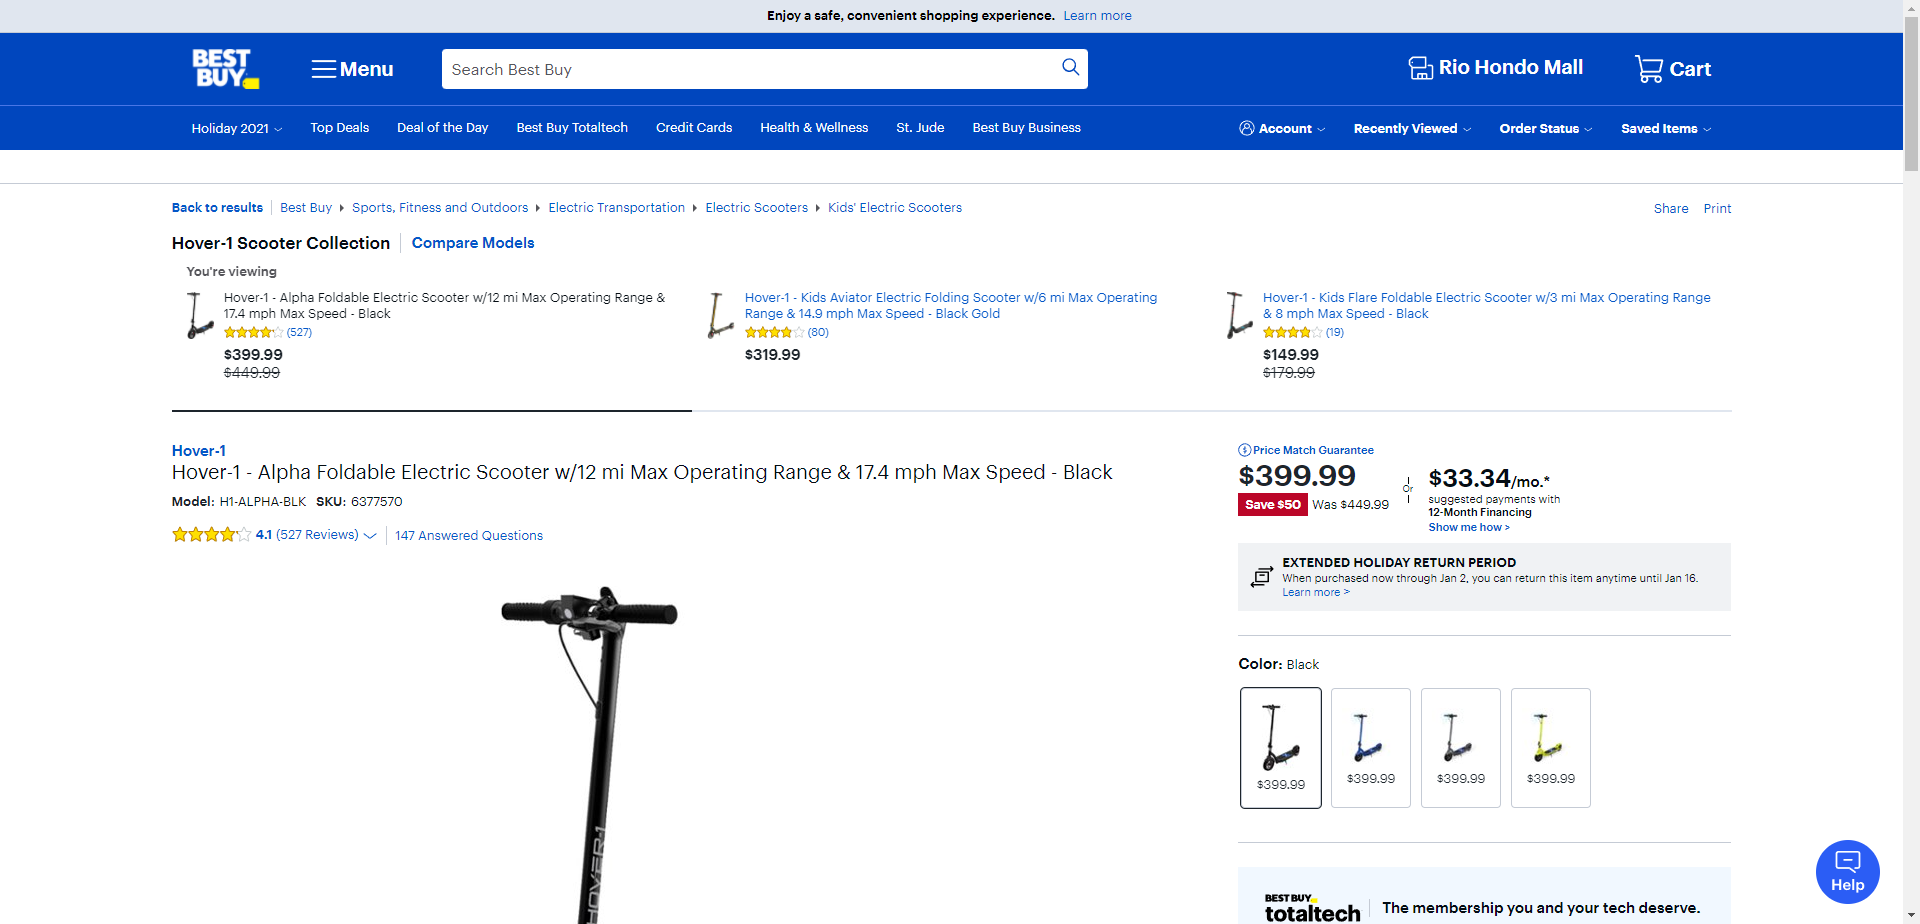 Enjoy a safe, convenient shopping experience. Learn more
BEST BUY
Menu
Search Best Buy
Rio Hondo Mall
Cart
Holiday 2021
Top Deals
Deal of the Day
Best Buy Totaltech
Credit Cards
Health & Wellness
St. Jude
Best Buy Business
Account
Recently Viewed
Order Status
Saved Items
Back to results
Best Buy
Sports, Fitness and Outdoors
Electric Transportation
Electric Scooters
Kids' Electric Scooters
Share
Print
Hover-1 Scooter Collection
Compare Models
You're viewing
Hover-1 - Alpha Foldable Electric Scooter w/12 mi Max Operating Range &
17.4 mph Max Speed - Black
(527)
$399.99
$449.99
Hover-1 - Kids Aviator Electric Folding Scooter w/6 mi Max Operating
Range & 14.9 mph Max Speed - Black Gold
(80)
$319.99
Hover-1 - Kids Flare Foldable Electric Scooter w/3 mi Max Operating Range
& 8 mph Max Speed - Black
(19)
$149.99
$179.99
Hover-1
Hover-1 - Alpha Foldable Electric Scooter w/12 mi Max Operating Range & 17.4 mph Max Speed - Black
Model: H1-ALPHA-BLK SKU: 6377570
4.1 (527 Reviews)
147 Answered Questions
HOVER-1
Price Match Guarantee
$399.99
Save $50 Was $449.99
Or
$33.34/mo.*
suggested payments with
12-Month Financing
Show me how >
EXTENDED HOLIDAY RETURN PERIOD
When purchased now through Jan 2, you can return this item anytime until Jan 16.
Learn more >
Color: Black
$399.99
$399.99
$399.99
$399.99
BEST BUY
totaltech
The membership you and your tech deserve.
Help